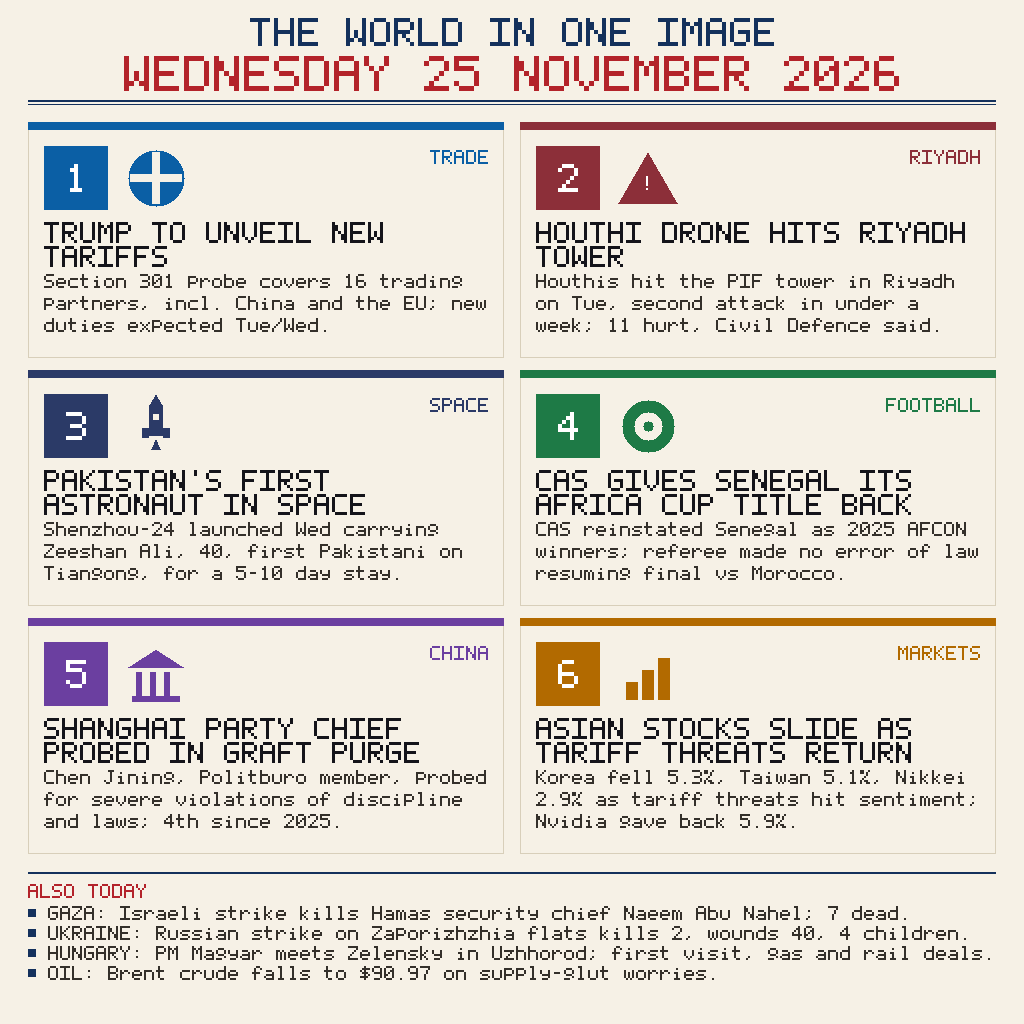 THE WORLD IN ONE IMAGE
WEDNESDAY 25 NOVEMBER 2026
1
TRADE
TRUMP TO UNVEIL NEW
TARIFFS
Section 301 probe covers 16 trading
partners, incl. China and the EU; new
duties expected Tue/Wed.
2
!
RIYADH
HOUTHI DRONE HITS RIYADH
TOWER
Houthis hit the PIF tower in Riyadh
on Tue, second attack in under a
week; 11 hurt, Civil Defence said.
3
SPACE
PAKISTAN'S FIRST
ASTRONAUT IN SPACE
Shenzhou-24 launched Wed carrying
Zeeshan Ali, 40, first Pakistani on
Tiangong, for a 5-10 day stay.
4
FOOTBALL
CAS GIVES SENEGAL ITS
AFRICA CUP TITLE BACK
CAS reinstated Senegal as 2025 AFCON
winners; referee made no error of law
resuming final vs Morocco.
5
CHINA
SHANGHAI PARTY CHIEF
PROBED IN GRAFT PURGE
Chen Jining, Politburo member, probed
for severe violations of discipline
and laws; 4th since 2025.
6
MARKETS
ASIAN STOCKS SLIDE AS
TARIFF THREATS RETURN
Korea fell 5.3%, Taiwan 5.1%, Nikkei
2.9% as tariff threats hit sentiment;
Nvidia gave back 5.9%.
ALSO TODAY
GAZA: Israeli strike kills Hamas security chief Naeem Abu Nahel; 7 dead.
UKRAINE: Russian strike on Zaporizhzhia flats kills 2, wounds 40, 4 children.
HUNGARY: PM Magyar meets Zelensky in Uzhhorod; first visit, gas and rail deals.
OIL: Brent crude falls to $90.97 on supply-glut worries.